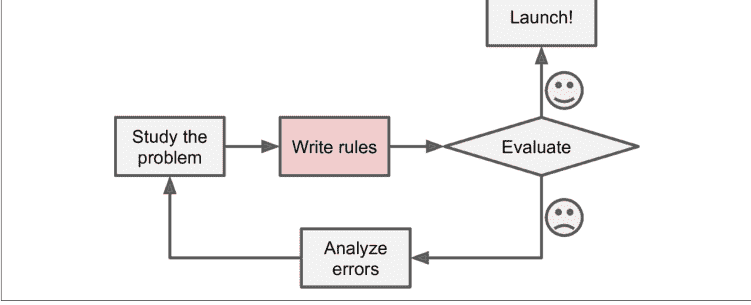 Launch!
Study the
problem
Write rules
Evaluate
Analyze
errors